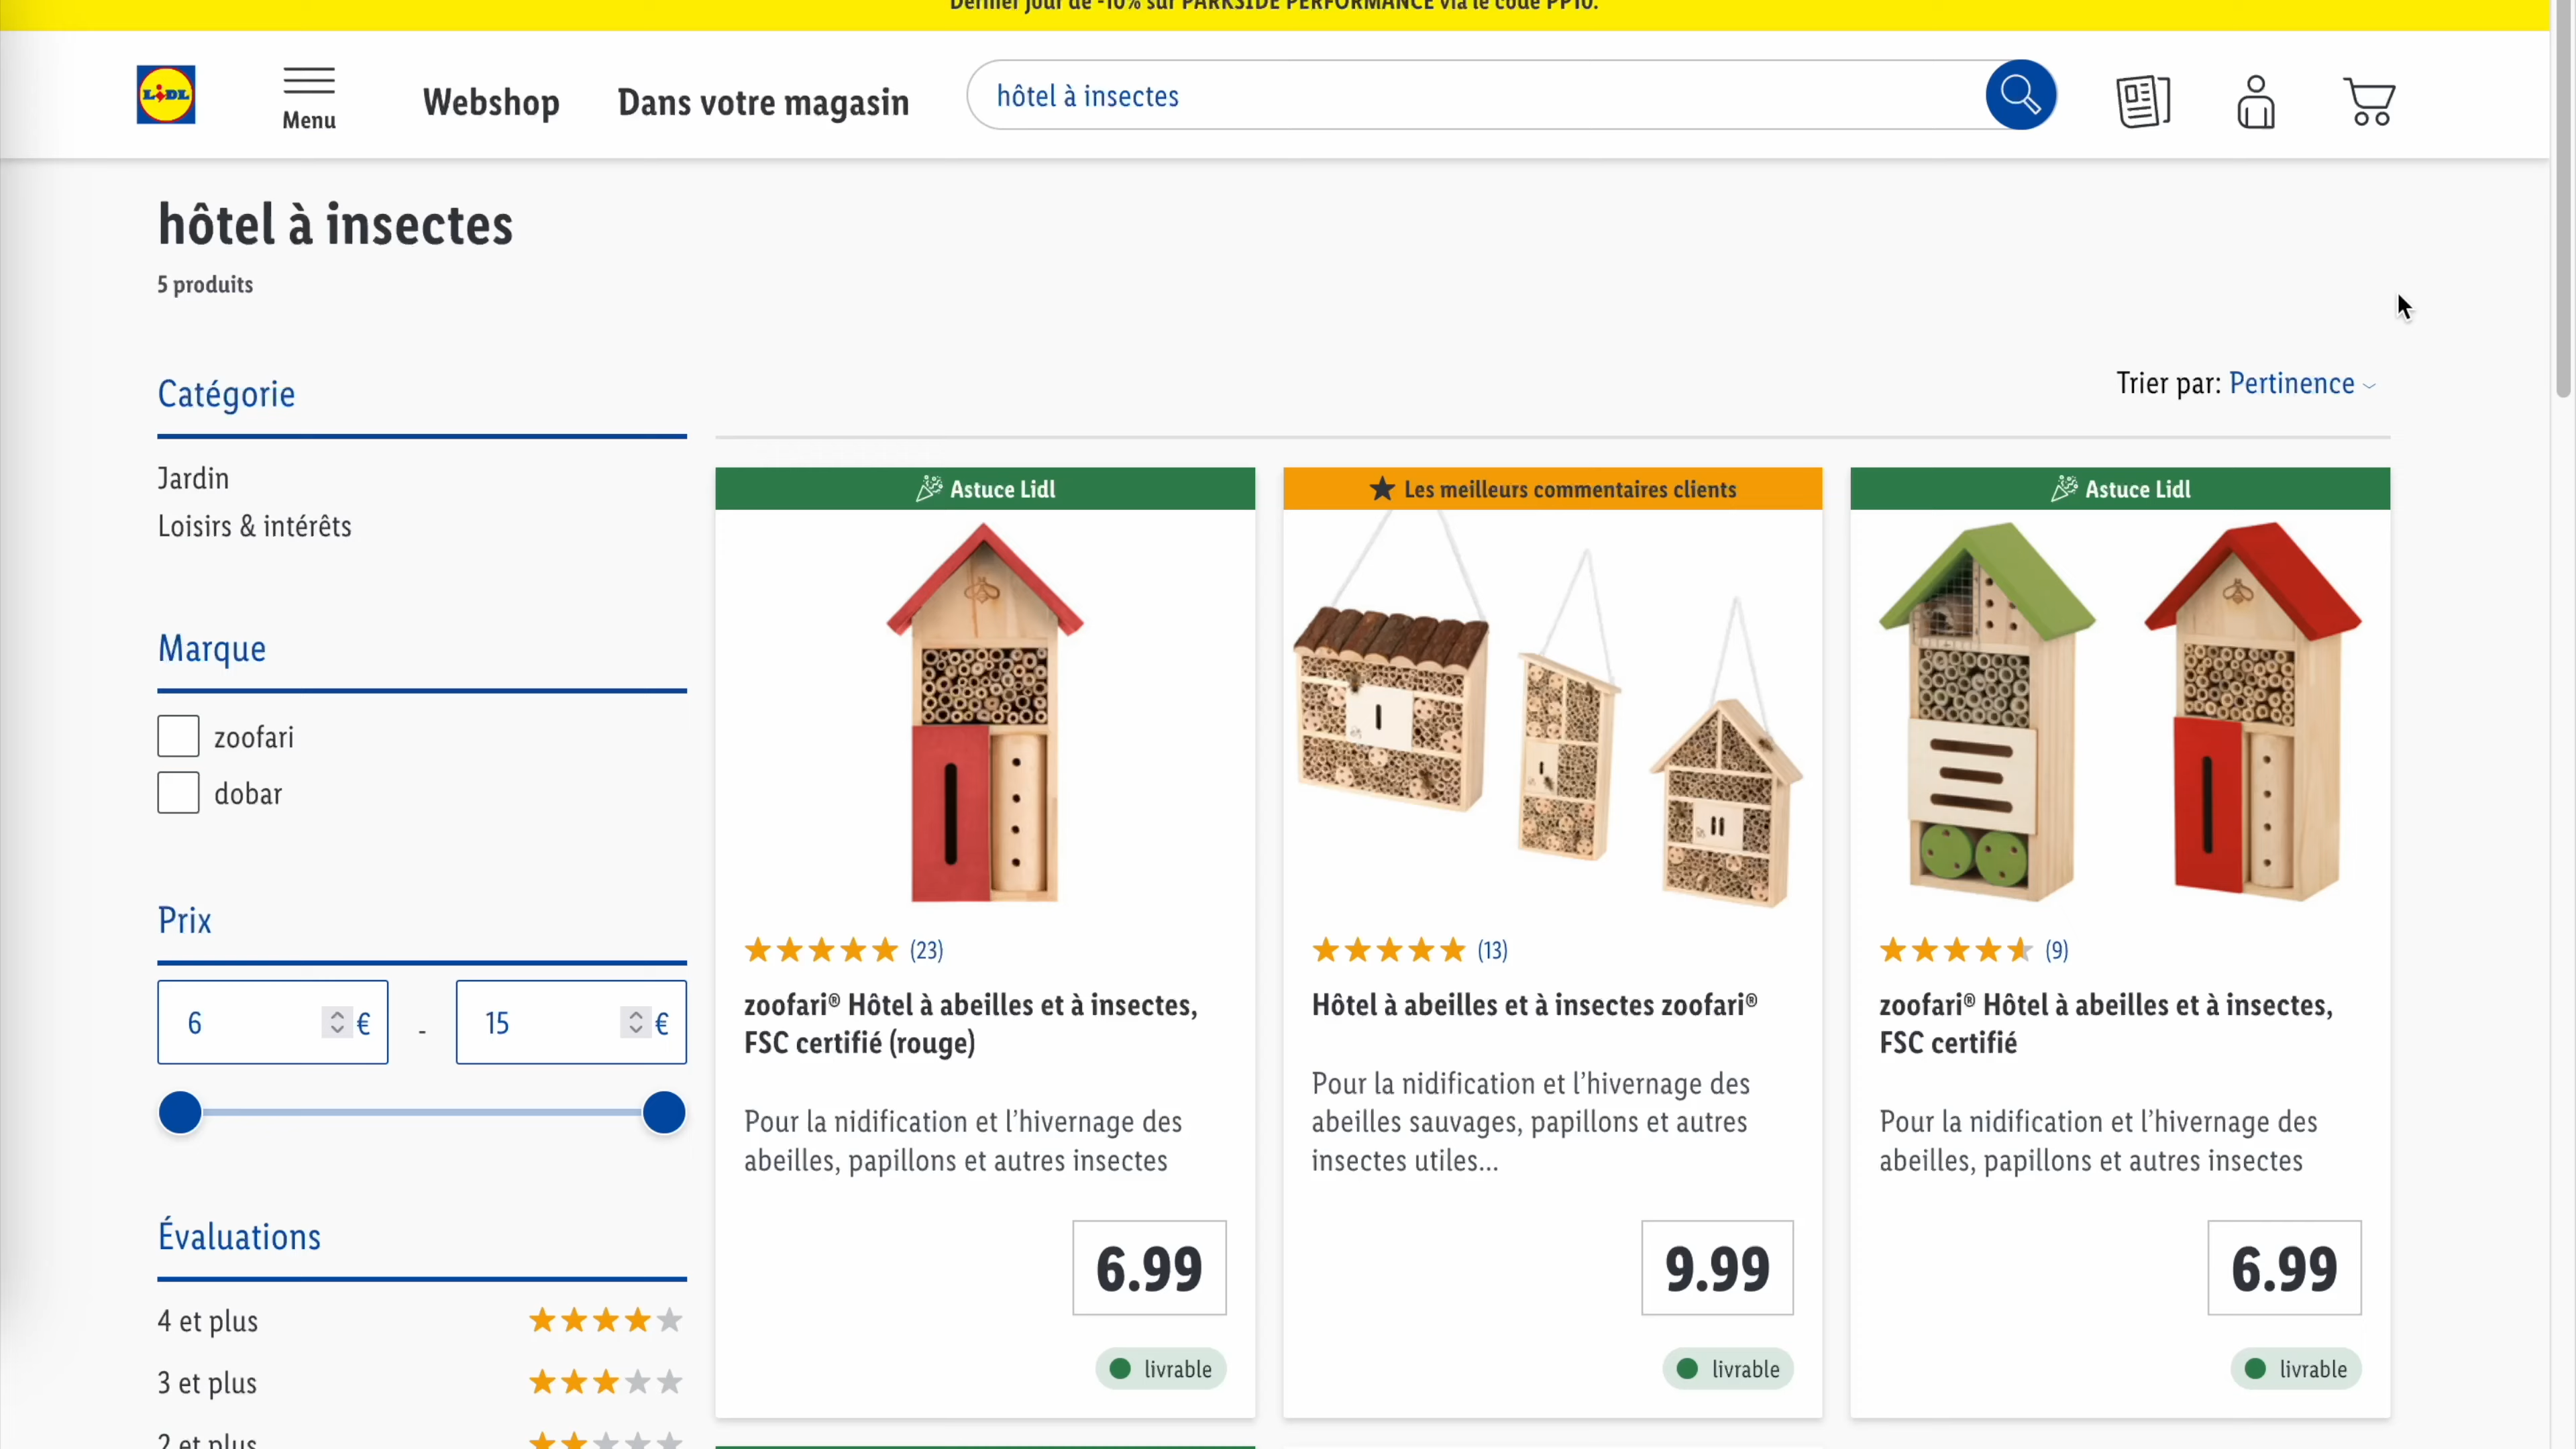 Dernier jour de -10% sur PARKSIDE PERFORMANCE via le code PP10.
LIDL
Menu
Webshop
Dans votre magasin
hôtel à insectes
hôtel à insectes
5 produits
Trier par: Pertinence
Catégorie
Jardin
Loisirs & intérêts
Marque
zoofari
dobar
Prix
6 €
-
15 €
Évaluations
4 et plus
3 et plus
2 et plus
Astuce Lidl
(23)
zoofari® Hôtel à abeilles et à insectes,
FSC certifié (rouge)
Pour la nidification et l’hivernage des
abeilles, papillons et autres insectes
6.99
livrable
Les meilleurs commentaires clients
(13)
Hôtel à abeilles et à insectes zoofari®
Pour la nidification et l’hivernage des
abeilles sauvages, papillons et autres
insectes utiles...
9.99
livrable
Astuce Lidl
(9)
zoofari® Hôtel à abeilles et à insectes,
FSC certifié
Pour la nidification et l’hivernage des
abeilles, papillons et autres insectes
6.99
livrable